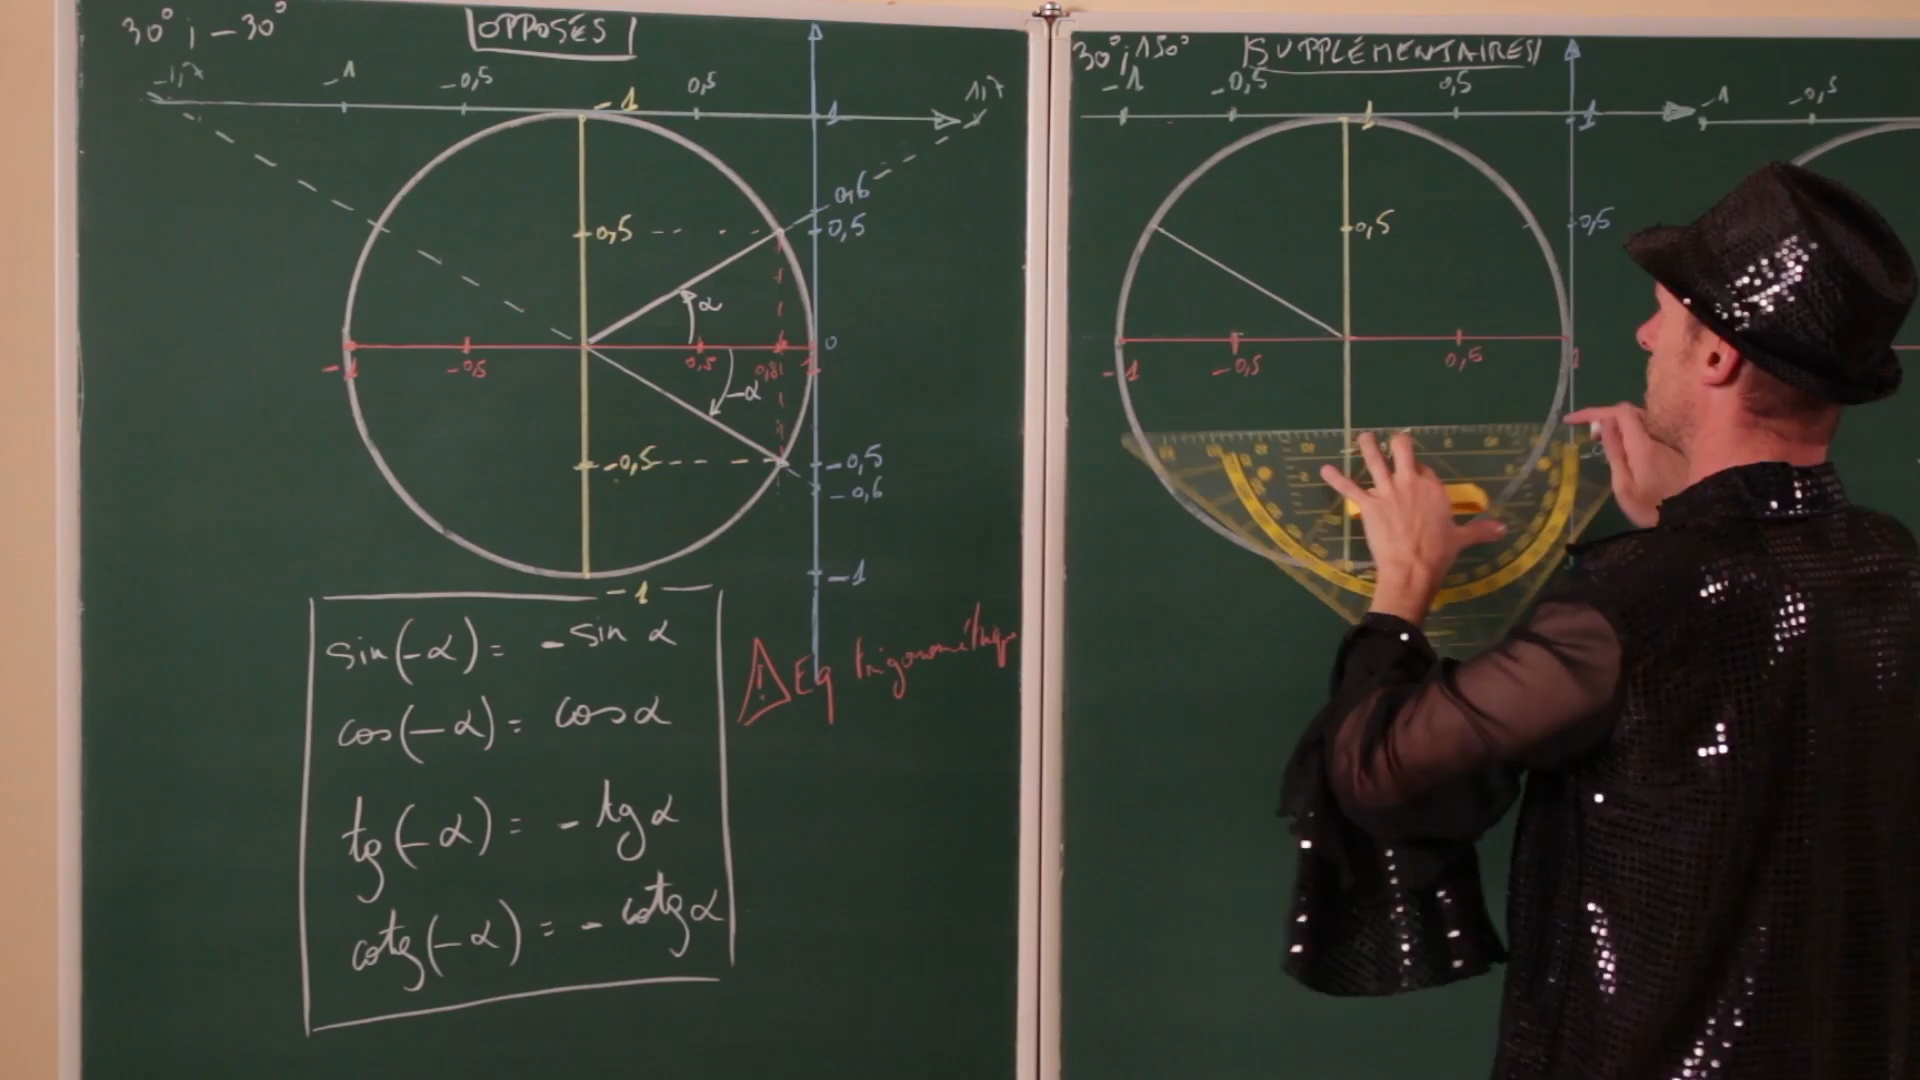 30° ; -30°
OPPOSÉS
-1,7 -1 -0,5 0,5 1,7
-1
1
0,6
0,5
0,5
α
0
-1 -0,5 0,5 0,81 1
-α
-0,5
-0,5
-0,6
-1
-1
sin(-α) = - sin α
cos(-α) = cos α
tg(-α) = - tg α
cotg(-α) = - cotg α
⚠ Eq trigonométriq
30° ; 150°
SUPPLÉMENTAIRES
-1 -0,5 0,5
1
1
0,5
0,5
-1 -0,5 0,5 1
-1 -0,5